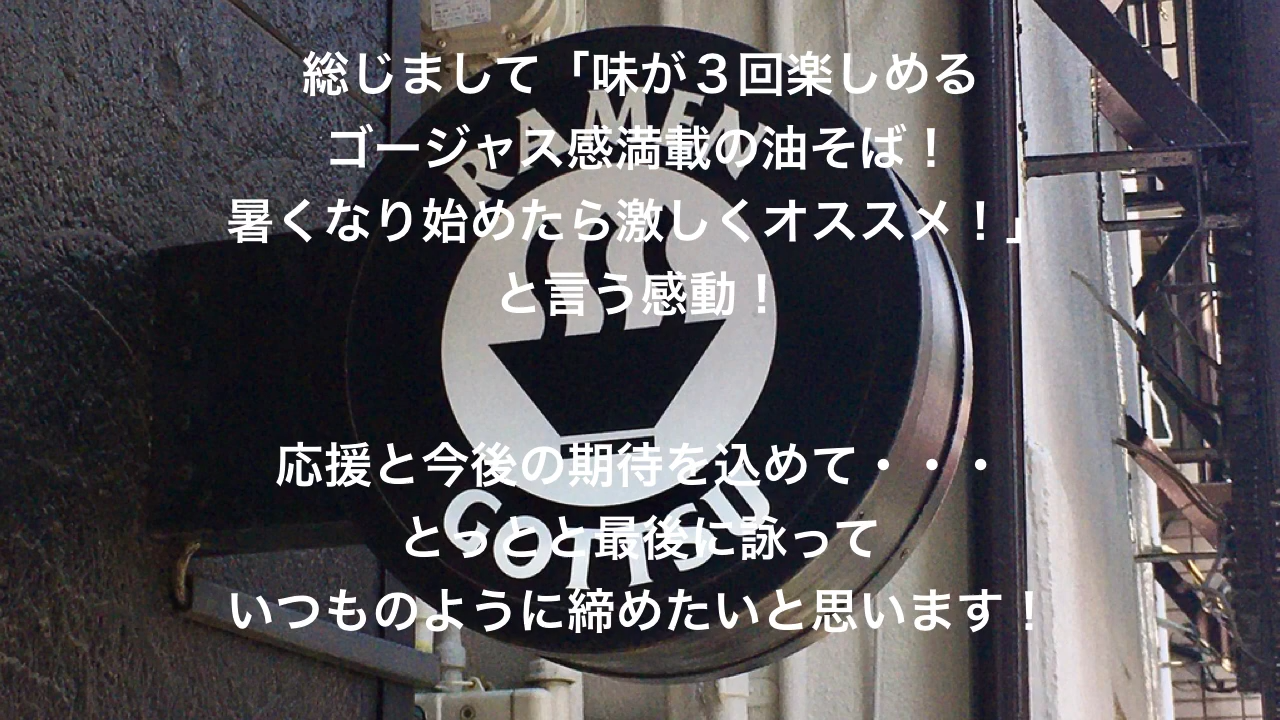 総じまして「味が３回楽しめる
ゴージャス感満載の油そば！
暑くなり始めたら激しくオススメ！」
と言う感動！
応援と今後の期待を込めて・・・
とっとと最後に詠って
いつものように締めたいと思います！
RAMEN
GOTTSU